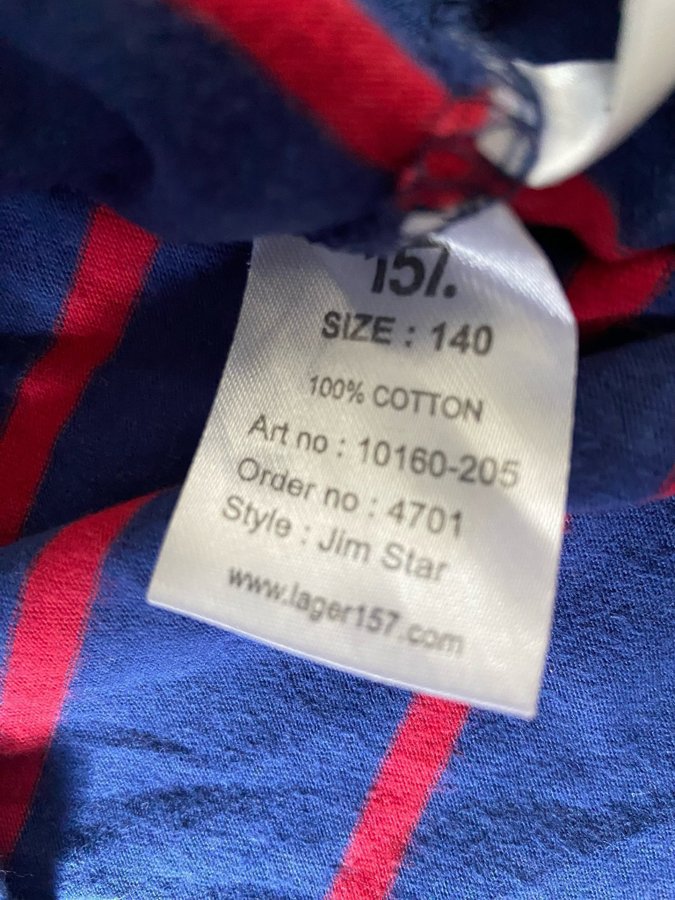 157.
SIZE : 140
100% COTTON
Art no : 10160-205
Order no : 4701
Style : Jim Star
www.lager157.com